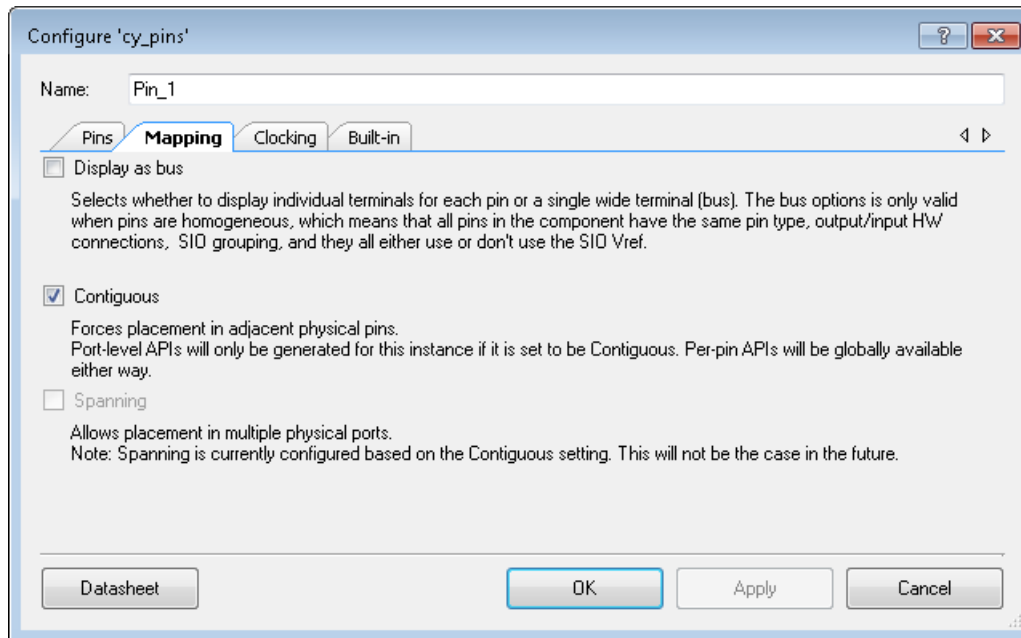 Configure 'cy_pins'
Name: Pin_1
Pins Mapping Clocking Built-in
Display as bus
Selects whether to display individual terminals for each pin or a single wide terminal (bus). The bus options is only valid
when pins are homogeneous, which means that all pins in the component have the same pin type, output/input HW
connections, SIO grouping, and they all either use or don't use the SIO Vref.
Contiguous
Forces placement in adjacent physical pins.
Port-level APIs will only be generated for this instance if it is set to be Contiguous. Per-pin APIs will be globally available
either way.
Spanning
Allows placement in multiple physical ports.
Note: Spanning is currently configured based on the Contiguous setting. This will not be the case in the future.
Datasheet OK Apply Cancel